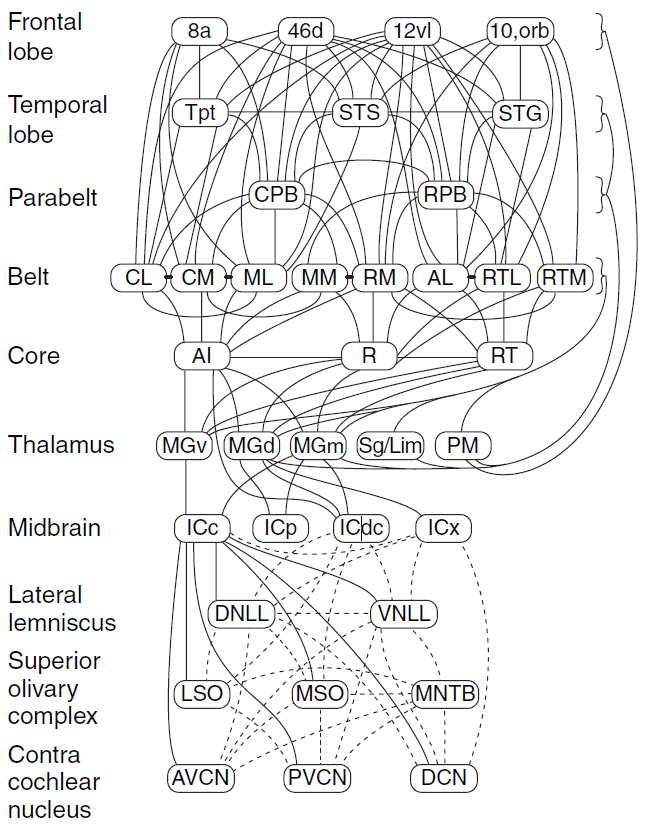 Frontal
lobe
8a 46d 12vl 10,orb
Temporal
lobe
Tpt STS STG
Parabelt
CPB RPB
Belt
CL CM ML MM RM AL RTL RTM
Core
AI R RT
Thalamus
MGv MGd MGm Sg/Lim PM
Midbrain
ICc ICp ICdc ICx
Lateral
lemniscus
DNLL VNLL
Superior
olivary
complex
LSO MSO MNTB
Contra
cochlear
nucleus
AVCN PVCN DCN